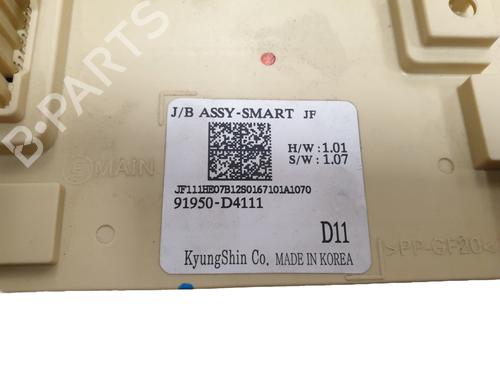 J/B ASSY-SMART JF
H/W : 1.01
S/W : 1.07
JF111HE07B12S0167101A1070
91950-D4111
D11
KyungShin Co. MADE IN KOREA
MAIN
>PP-GF20<
B-PARTS